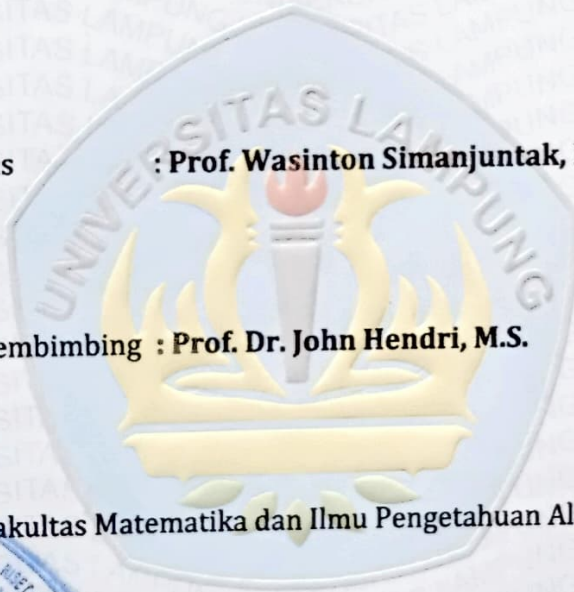 UNIVERSITAS LAMPUNG
s : Prof. Wasinton Simanjuntak,
embimbing : Prof. Dr. John Hendri, M.S.
akultas Matematika dan Ilmu Pengetahuan Al